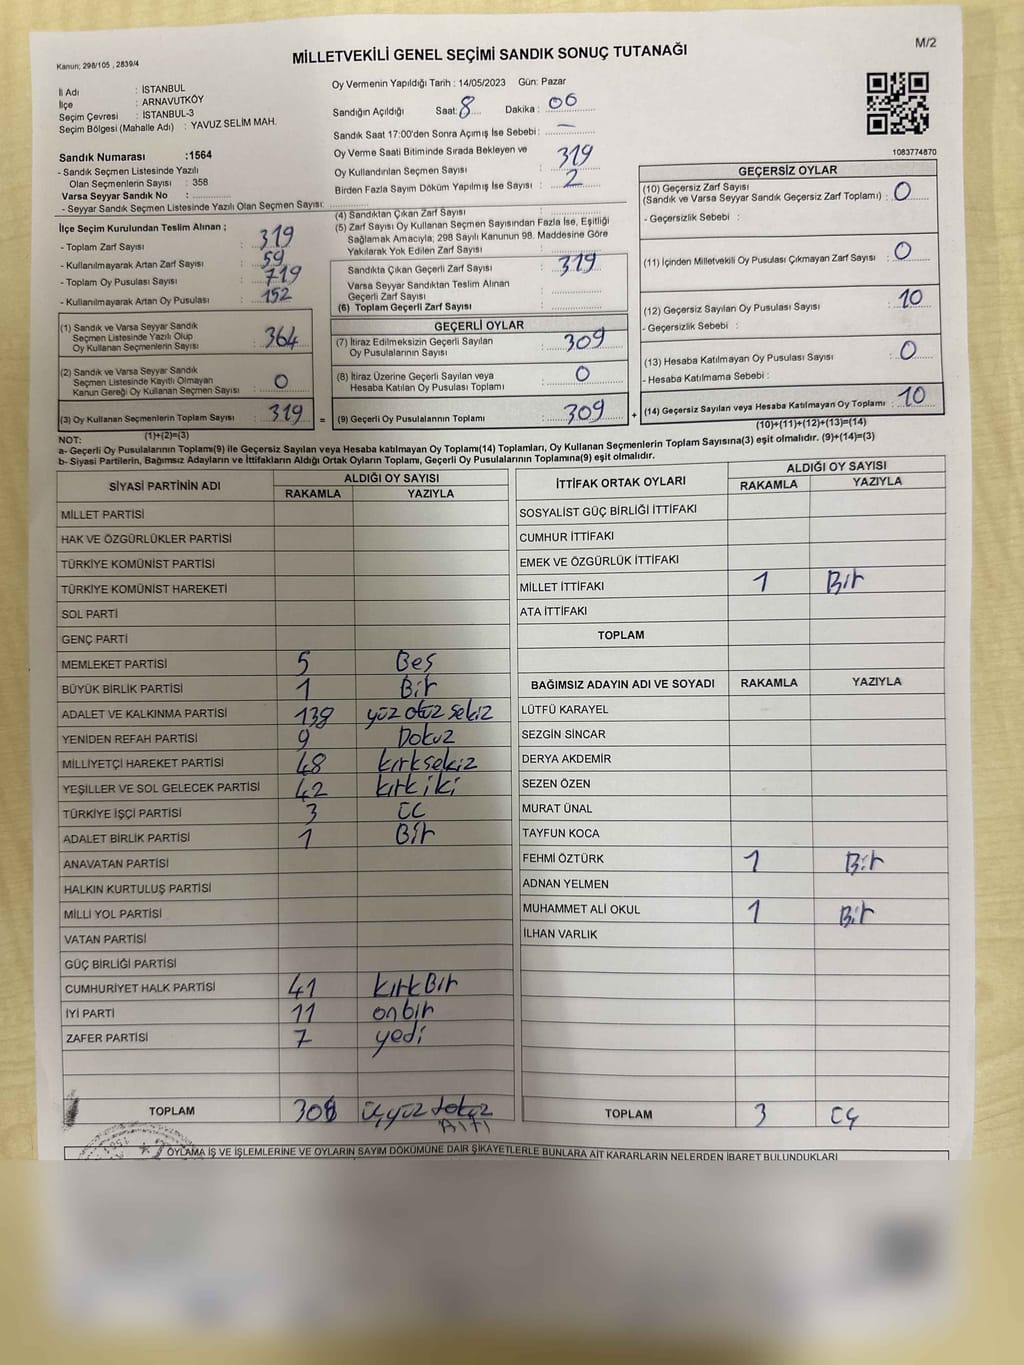 M/2
MİLLETVEKİLİ GENEL SEÇİMİ SANDIK SONUÇ TUTANAĞI
Kanun; 298/105 , 2839/4
İl Adı : İSTANBUL
İlçe : ARNAVUTKÖY
Seçim Çevresi : İSTANBUL-3
Seçim Bölgesi (Mahalle Adı) : YAVUZ SELİM MAH.
Sandık Numarası :1564
- Sandık Seçmen Listesinde Yazılı
Olan Seçmenlerin Sayısı : 358
Varsa Seyyar Sandık No :
- Seyyar Sandık Seçmen Listesinde Yazılı Olan Seçmen Sayısı:
Oy Vermenin Yapıldığı Tarih : 14/05/2023 Gün: Pazar
Sandığın Açıldığı Saat: 8 Dakika : 00
Sandık Saat 17:00'den Sonra Açımış İse Sebebi : —
Oy Verme Saati Bitiminde Sırada Bekleyen ve
Oy Kullandırılan Seçmen Sayısı : 319
Birden Fazla Sayım Döküm Yapılmış İse Sayısı : 2
1083774870
İlçe Seçim Kurulundan Teslim Alınan ;
- Toplam Zarf Sayısı : 319
- Kullanılmayarak Artan Zarf Sayısı : 59
- Toplam Oy Pusulası Sayısı : 719
- Kullanılmayarak Artan Oy Pusulası : 152
(4) Sandıktan Çıkan Zarf Sayısı :
(5) Zarf Sayısı Oy Kullanan Seçmen Sayısından Fazla İse, Eşitliği
Sağlamak Amacıyla; 298 Sayılı Kanunun 98. Maddesine Göre
Yakılarak Yok Edilen Zarf Sayısı :
Sandıkta Çıkan Geçerli Zarf Sayısı : 319
Varsa Seyyar Sandıktan Teslim Alınan
Geçerli Zarf Sayısı :
(6) Toplam Geçerli Zarf Sayısı :
GEÇERSİZ OYLAR
(10) Geçersiz Zarf Sayısı
(Sandık ve Varsa Seyyar Sandık Geçersiz Zarf Toplamı) : 0
- Geçersizlik Sebebi :
(11) İçinden Milletvekili Oy Pusulası Çıkmayan Zarf Sayısı : 0
(12) Geçersiz Sayılan Oy Pusulası Sayısı : 10
- Geçersizlik Sebebi :
(13) Hesaba Katılmayan Oy Pusulası Sayısı : 0
- Hesaba Katılmama Sebebi :
(14) Geçersiz Sayılan veya Hesaba Katılmayan Oy Toplamı : 10
(10)+(11)+(12)+(13)=(14)
(1) Sandık ve Varsa Seyyar Sandık
Seçmen Listesinde Yazılı Olup
Oy Kullanan Seçmenlerin Sayısı : 364
(2) Sandık ve Varsa Seyyar Sandık
Seçmen Listesinde Kayıtlı Olmayan
Kanun Gereği Oy Kullanan Seçmen Sayısı : 0
(3) Oy Kullanan Seçmenlerin Toplam Sayısı : 319 =
(1)+(2)=(3)
GEÇERLİ OYLAR
(7) İtiraz Edilmeksizin Geçerli Sayılan
Oy Pusulalarının Sayısı : 309
(8) İtiraz Üzerine Geçerli Sayılan veya
Hesaba Katılan Oy Pusulası Toplamı : 0
(9) Geçerli Oy Pusulalarının Toplamı : 309 +
NOT:
a- Geçerli Oy Pusulası Toplamı(9) ile Geçersiz Sayılan veya Hesaba katılmayan Oy Toplamı(14) Toplamları, Oy Kullanan Seçmenlerin Toplam Sayısına(3) eşit olmalıdır. (9)+(14)=(3)
b- Siyasi Partilerin, Bağımsız Adayların ve İttifakların Aldığı Ortak Oyların Toplamı, Geçerli Oy Pusulalarının Toplamına(9) eşit olmalıdır.
SİYASİ PARTİNİN ADI ALDIĞI OY SAYISI
RAKAMLA YAZIYLA
MİLLET PARTİSİ
HAK VE ÖZGÜRLÜKLER PARTİSİ
TÜRKİYE KOMÜNİST PARTİSİ
TÜRKİYE KOMÜNİST HAREKETİ
SOL PARTİ
GENÇ PARTİ
MEMLEKET PARTİSİ 5 Beş
BÜYÜK BİRLİK PARTİSİ 1 Bir
ADALET VE KALKINMA PARTİSİ 138 yüz otuz sekiz
YENİDEN REFAH PARTİSİ 9 Dokuz
MİLLİYETÇİ HAREKET PARTİSİ 48 kırksekiz
YEŞİLLER VE SOL GELECEK PARTİSİ 42 kırkiki
TÜRKİYE İŞÇİ PARTİSİ 3
ADALET BİRLİK PARTİSİ 1 Bir
ANAVATAN PARTİSİ
HALKIN KURTULUŞ PARTİSİ
MİLLİ YOL PARTİSİ
VATAN PARTİSİ
GÜÇ BİRLİĞİ PARTİSİ
CUMHURİYET HALK PARTİSİ 41 kırkBir
İYİ PARTİ 11 onbir
ZAFER PARTİSİ 7 yedi
TOPLAM üçyüz
İTTİFAK ORTAK OYLARI ALDIĞI OY SAYISI
RAKAMLA YAZIYLA
SOSYALİST GÜÇ BİRLİĞİ İTTİFAKI
CUMHUR İTTİFAKI
EMEK VE ÖZGÜRLÜK İTTİFAKI
MİLLET İTTİFAKI 1 Bir
ATA İTTİFAKI
TOPLAM
BAĞIMSIZ ADAYIN ADI VE SOYADI RAKAMLA YAZIYLA
LÜTFÜ KARAYEL
SEZGİN SİNCAR
DERYA AKDEMİR
SEZEN ÖZEN
MURAT ÜNAL
TAYFUN KOCA
FEHMİ ÖZTÜRK 1 Bir
ADNAN YELMEN
MUHAMMET ALİ OKUL 1 Bir
İLHAN VARLIK
TOPLAM 3 üç
OYLAMA İŞ VE İŞLEMLERİNE VE OYLARIN SAYIM DÖKÜMÜNE DAİR ŞİKAYETLERLE BUNLARA AİT KARARLARIN NELERDEN İBARET BULUNDUKLARI